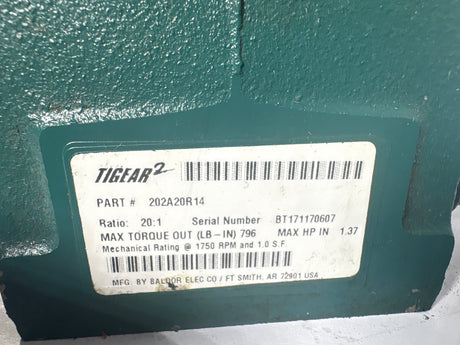 TIGEAR2
PART # 202A20R14
Ratio: 20:1 Serial Number BT171170607
MAX TORQUE OUT (LB-IN) 796 MAX HP IN 1.37
Mechanical Rating @ 1750 RPM and 1.0 S.F.
MFG. BY BALDOR ELEC CO / FT SMITH, AR 72901 USA